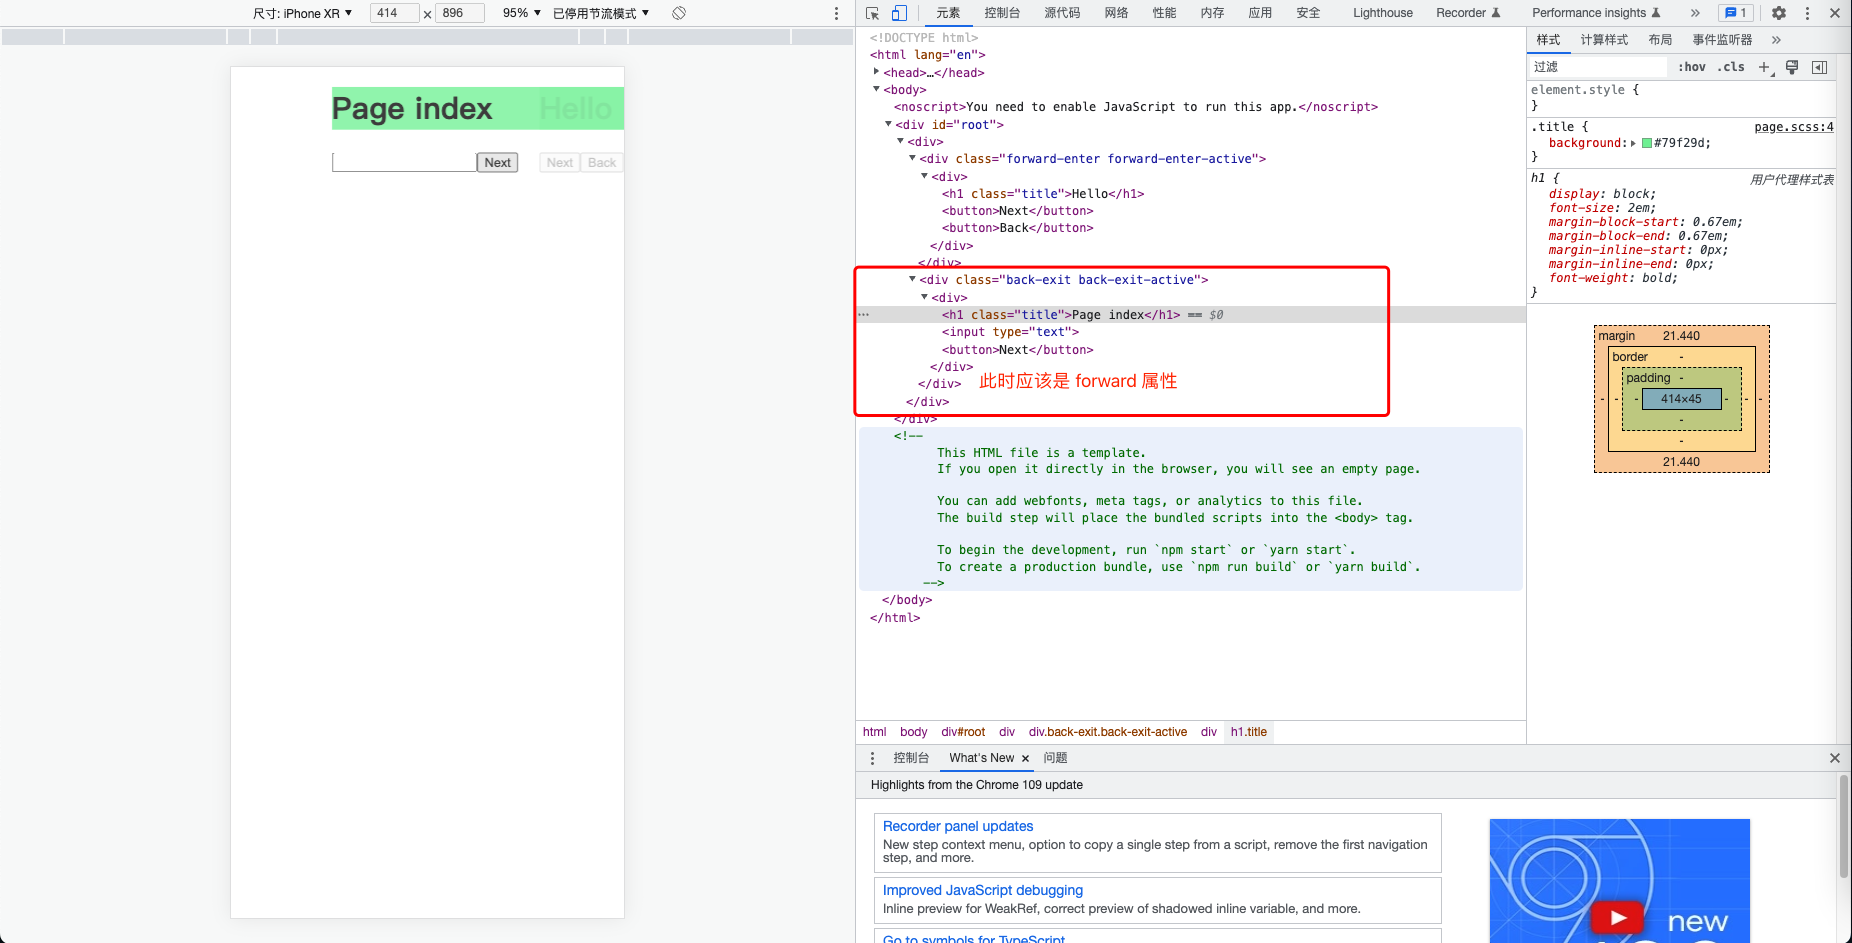 尺寸: iPhone XR ▼ 414 × 896 95% ▼ 已停用节流模式 ▼
元素 控制台 源代码 网络 性能 内存 应用 安全 Lighthouse Recorder Performance insights » 1
Page index Hello
Next Next Back
<!DOCTYPE html>
<html lang="en">
<head>…</head>
<body>
<noscript>You need to enable JavaScript to run this app.</noscript>
<div id="root">
<div>
<div class="forward-enter forward-enter-active">
<div>
<h1 class="title">Hello</h1>
<button>Next</button>
<button>Back</button>
</div>
</div>
<div class="back-exit back-exit-active">
<div>
<h1 class="title">Page index</h1> == $0
<input type="text">
<button>Next</button>
</div>
</div> 此时应该是 forward 属性
</div>
</div>
<!--
This HTML file is a template.
If you open it directly in the browser, you will see an empty page.
You can add webfonts, meta tags, or analytics to this file.
The build step will place the bundled scripts into the <body> tag.
To begin the development, run `npm start` or `yarn start`.
To create a production bundle, use `npm run build` or `yarn build`.
-->
</body>
</html>
html body div#root div div.back-exit.back-exit-active div h1.title
样式 计算样式 布局 事件监听器 »
过滤 :hov .cls +
element.style {
}
.title { page.scss:4
background: #79f29d;
}
h1 { 用户代理样式表
display: block;
font-size: 2em;
margin-block-start: 0.67em;
margin-block-end: 0.67em;
margin-inline-start: 0px;
margin-inline-end: 0px;
font-weight: bold;
}
margin 21.440
border -
padding -
- - - 414×45 - - -
-
-
21.440
控制台 What's New × 问题
Highlights from the Chrome 109 update
Recorder panel updates
New step context menu, option to copy a single step from a script, remove the first navigation
step, and more.
Improved JavaScript debugging
Inline preview for WeakRef, correct preview of shadowed inline variable, and more.
Go to symbols for TypeScript
new